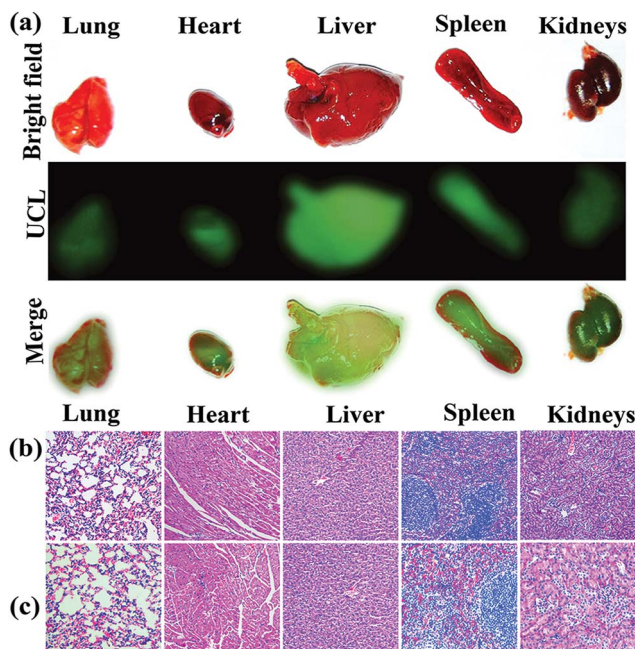 (a) Lung Heart Liver Spleen Kidneys
Bright field
UCL
Merge
Lung Heart Liver Spleen Kidneys
(b)
(c)